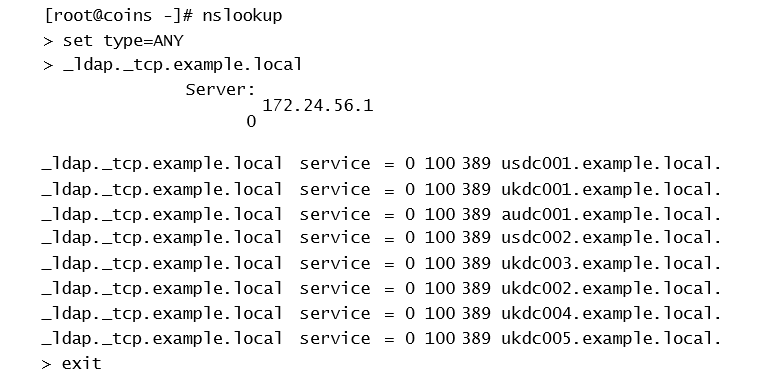 [root@coins -]# nslookup
> set type=ANY
> _ldap._tcp.example.local
Server:
172.24.56.1
0
_ldap._tcp.example.local service = 0 100 389 usdc001.example.local.
_ldap._tcp.example.local service = 0 100 389 ukdc001.example.local.
_ldap._tcp.example.local service = 0 100 389 audc001.example.local.
_ldap._tcp.example.local service = 0 100 389 usdc002.example.local.
_ldap._tcp.example.local service = 0 100 389 ukdc003.example.local.
_ldap._tcp.example.local service = 0 100 389 ukdc002.example.local.
_ldap._tcp.example.local service = 0 100 389 ukdc004.example.local.
_ldap._tcp.example.local service = 0 100 389 ukdc005.example.local.
> exit